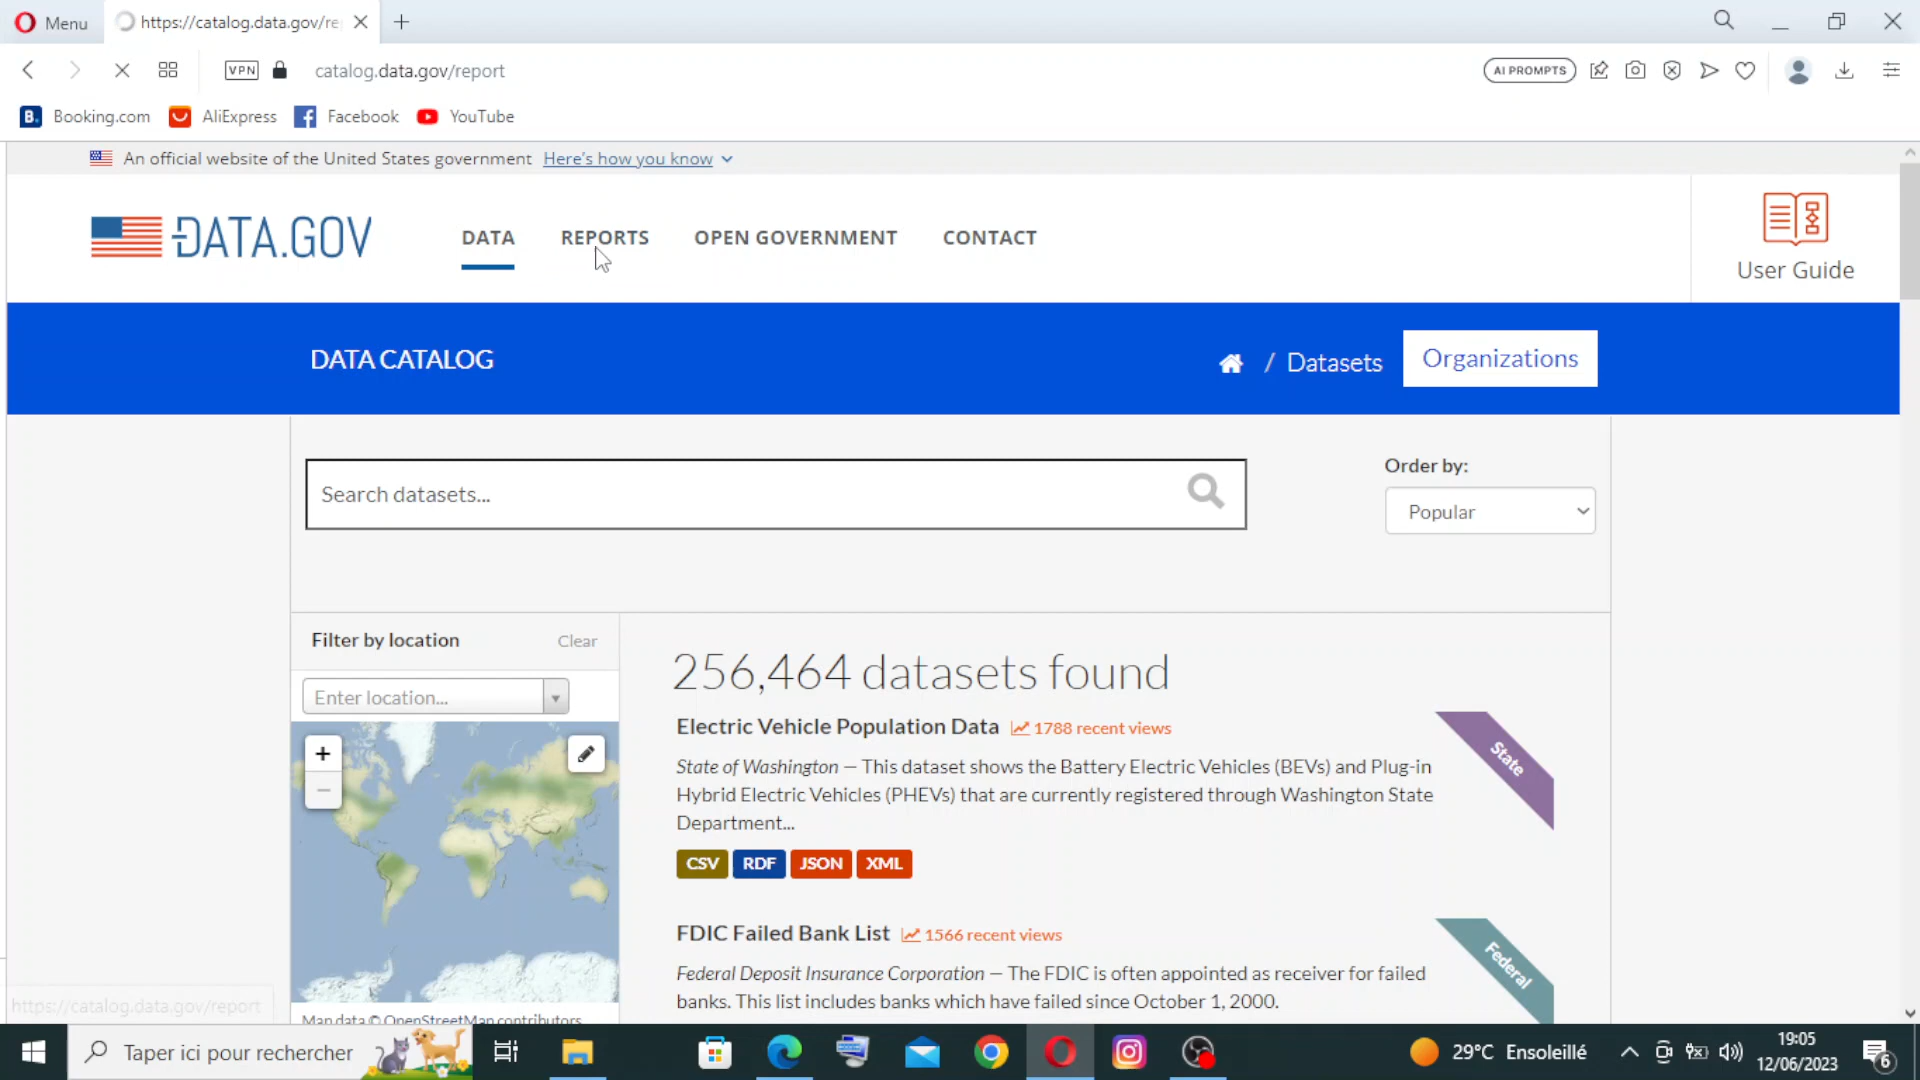 Menu
https://catalog.data.gov/re
VPN
catalog.data.gov/report
AI PROMPTS
B. Booking.com
AliExpress
Facebook
YouTube
An official website of the United States government Here's how you know
DATA.GOV
DATA
REPORTS
OPEN GOVERNMENT
CONTACT
User Guide
DATA CATALOG
/ Datasets
Organizations
Search datasets...
Order by:
Popular
Filter by location
Clear
Enter location...
+
−
Map data © OpenStreetMap contributors
256,464 datasets found
Electric Vehicle Population Data 1788 recent views
State
State of Washington — This dataset shows the Battery Electric Vehicles (BEVs) and Plug-in
Hybrid Electric Vehicles (PHEVs) that are currently registered through Washington State
Department...
CSV RDF JSON XML
FDIC Failed Bank List 1566 recent views
Federal
Federal Deposit Insurance Corporation — The FDIC is often appointed as receiver for failed
banks. This list includes banks which have failed since October 1, 2000.
https://catalog.data.gov/report
Taper ici pour rechercher
29°C Ensoleillé
19:05
12/06/2023
6